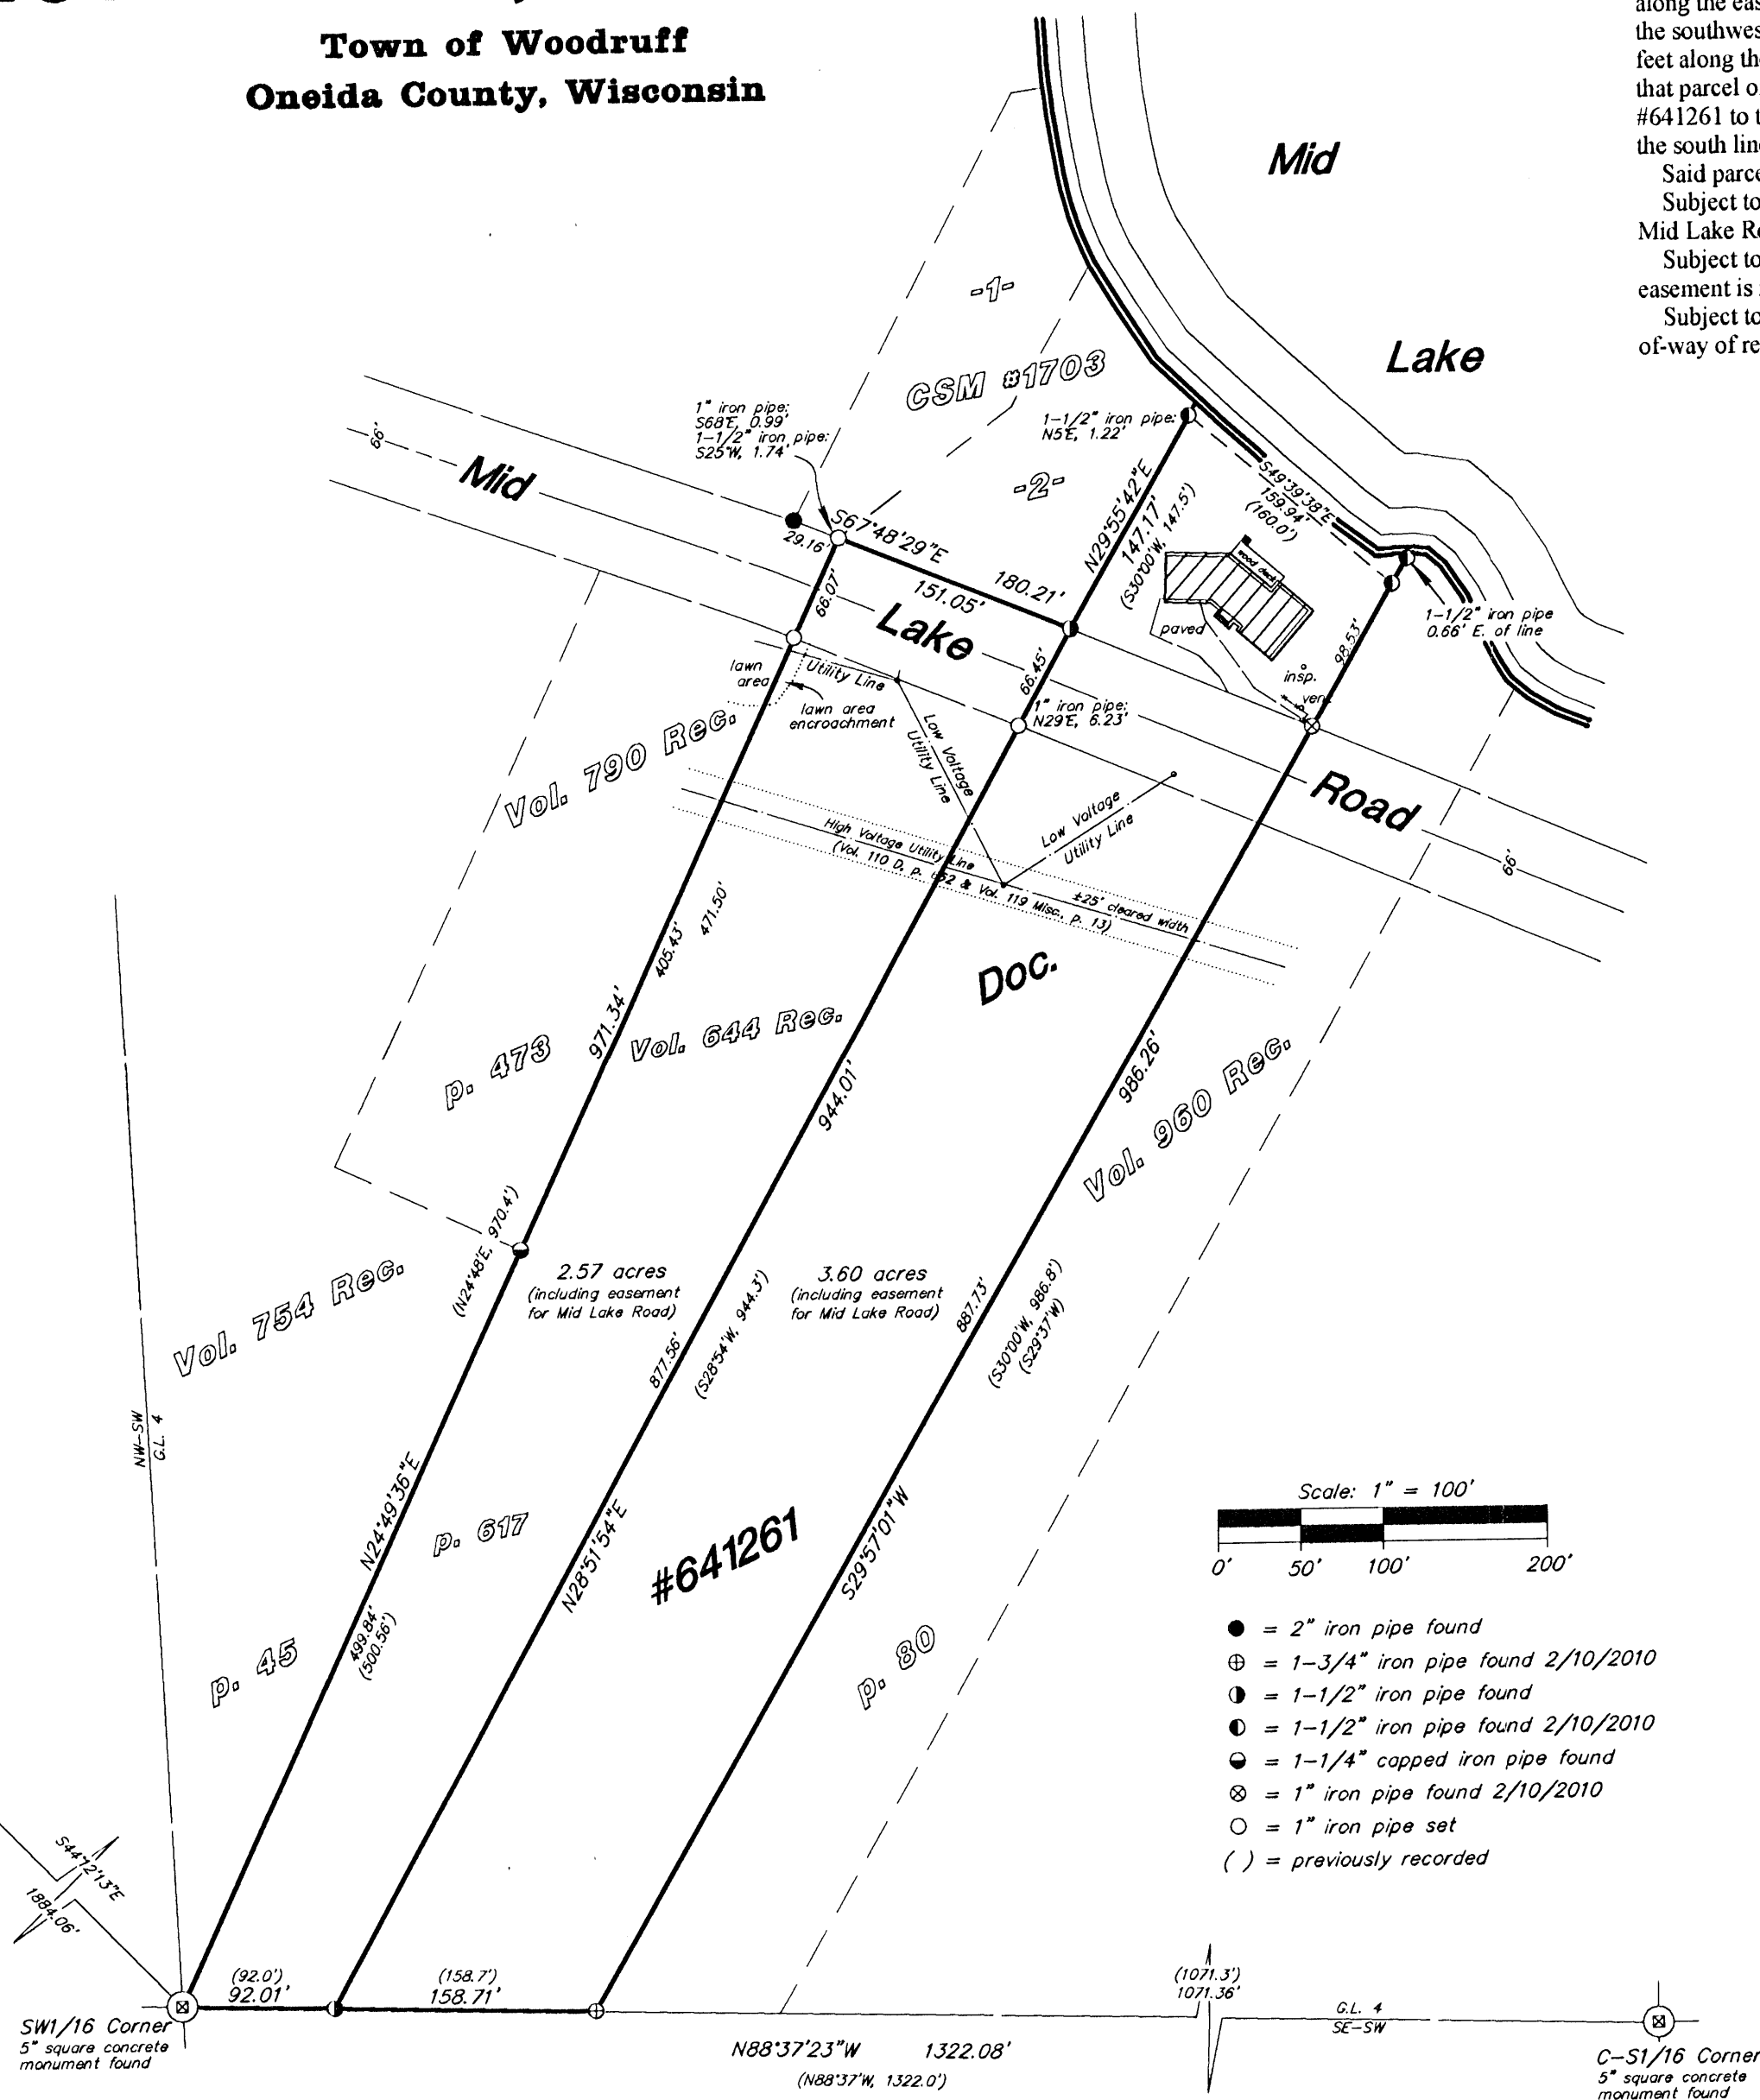 Town of Woodruff
Oneida County, Wisconsin
along the eas
the southwes
feet along th
that parcel o
#641261 to t
the south lin
Said parce
Subject to
Mid Lake R
Subject to
easement is
Subject to
of-way of re
Mid
Lake
-1-
CSM #1703
-2-
1" iron pipe:
S68°E, 0.99'
1-1/2" iron pipe:
S25°W, 1.74'
1-1/2" iron pipe:
N5°E, 1.22'
66'
Mid
Lake
Road
66'
29.16'
S67°48'29"E
151.05'
180.21'
N29°55'42"E
147.17'
(S30°00'W, 147.5')
S49°39'38"E
159.94'
(160.0')
wood deck
paved
insp.
vent
98.53'
1-1/2" iron pipe
0.66' E. of line
66.07'
66.45'
1" iron pipe:
N29°E, 6.23'
lawn
area
Utility Line
lawn area
encroachment
Low Voltage
Utility Line
Low Voltage
Utility Line
High Voltage Utility Line
(Vol. 110 D, p. 652 & Vol. 119 Misc., p. 13)
±25' cleared width
Vol. 790 Rec.
p. 473
405.43'
471.50'
971.34'
Vol. 644 Rec.
p. 617
944.01'
Doc.
#641261
986.26'
Vol. 960 Rec.
p. 80
(N24°48'E, 970.4')
2.57 acres
(including easement
for Mid Lake Road)
3.60 acres
(including easement
for Mid Lake Road)
877.56'
(S28°54'W, 944.3')
887.73'
(S30°00'W, 986.8')
(S29°37'W)
Vol. 754 Rec.
p. 45
NW-SW
G.L. 4
N24°49'36"E
499.84'
(500.56')
N28°51'54"E
S29°57'01"W
Scale: 1" = 100'
0' 50' 100' 200'
= 2" iron pipe found
= 1-3/4" iron pipe found 2/10/2010
= 1-1/2" iron pipe found
= 1-1/2" iron pipe found 2/10/2010
= 1-1/4" capped iron pipe found
= 1" iron pipe found 2/10/2010
= 1" iron pipe set
( ) = previously recorded
S44°12'13"E
1884.06'
(92.0')
92.01'
(158.7')
158.71'
(1071.3')
1071.36'
G.L. 4
SE-SW
SW1/16 Corner
5" square concrete
monument found
N88°37'23"W 1322.08'
(N88°37'W, 1322.0')
C-S1/16 Corner
5" square concrete
monument found